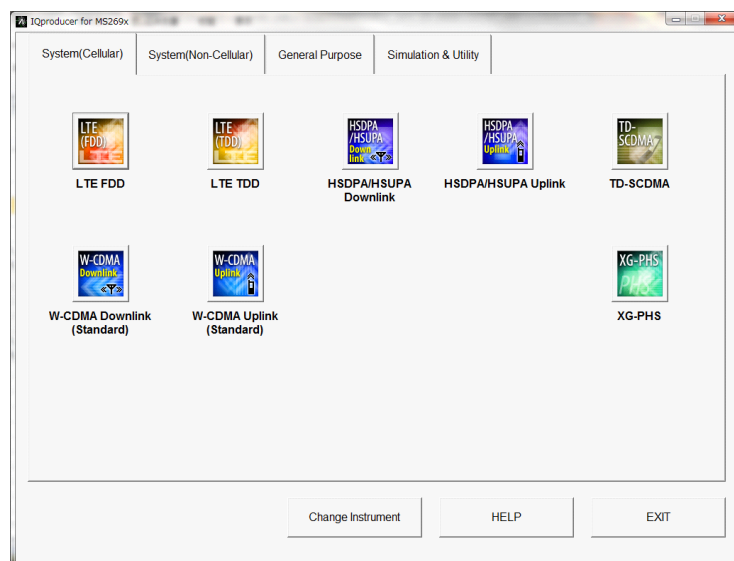 IQproducer for MS269x
System(Cellular)
System(Non-Cellular)
General Purpose
Simulation & Utility
LTE
(FDD)
LTE FDD
LTE
(TDD)
LTE TDD
HSDPA
/HSUPA
Down
link
HSDPA/HSUPA
Downlink
HSDPA
/HSUPA
Uplink
HSDPA/HSUPA Uplink
TD-
SCDMA
TD-SCDMA
W-CDMA
Downlink
W-CDMA Downlink
(Standard)
W-CDMA
Uplink
W-CDMA Uplink
(Standard)
XG-PHS
PHS
XG-PHS
Change Instrument
HELP
EXIT